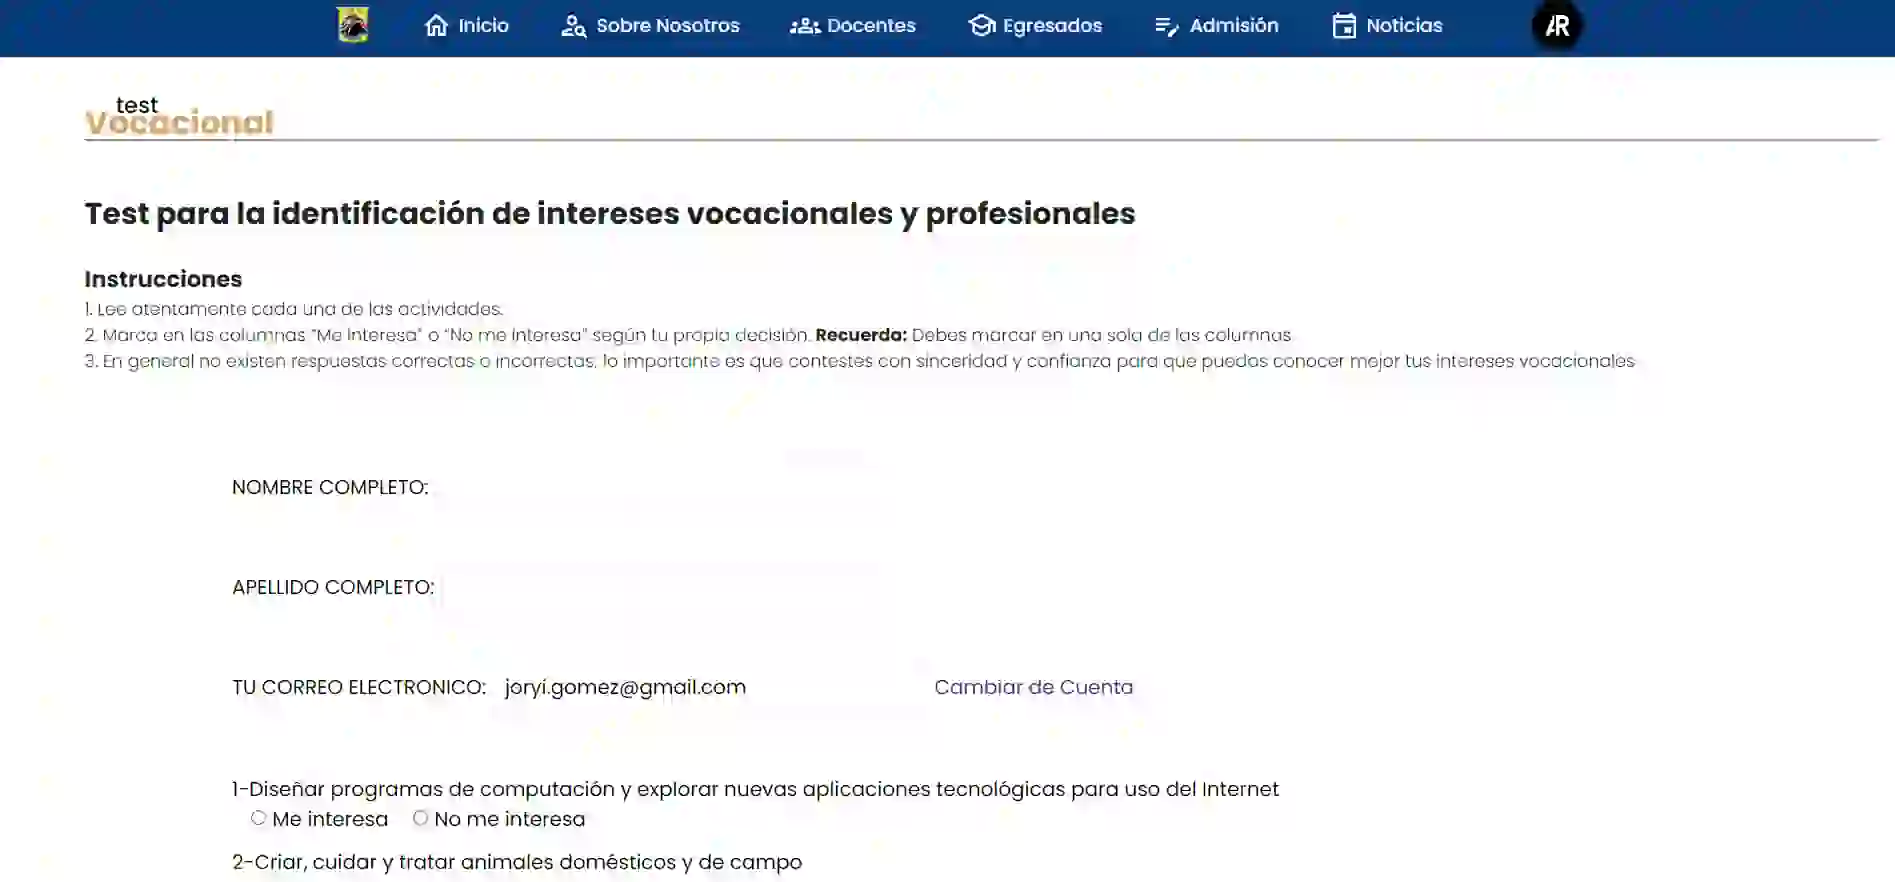 Inicio Sobre Nosotros Docentes Egresados Admisión Noticias AR
test
Vocacional
Test para la identificación de intereses vocacionales y profesionales
Instrucciones
1. Lee atentamente cada una de las actividades.
2. Marca en las columnas "Me interesa" o "No me interesa" según tu propia decisión. Recuerda: Debes marcar en una sola de las columnas
3. En general no existen respuestas correctas o incorrectas; lo importante es que contestes con sinceridad y confianza para que puedas conocer mejor tus intereses vocacionales
NOMBRE COMPLETO:
APELLIDO COMPLETO:
TU CORREO ELECTRONICO: joryi.gomez@gmail.com Cambiar de Cuenta
1-Diseñar programas de computación y explorar nuevas aplicaciones tecnológicas para uso del Internet
Me interesa No me interesa
2-Criar, cuidar y tratar animales domésticos y de campo